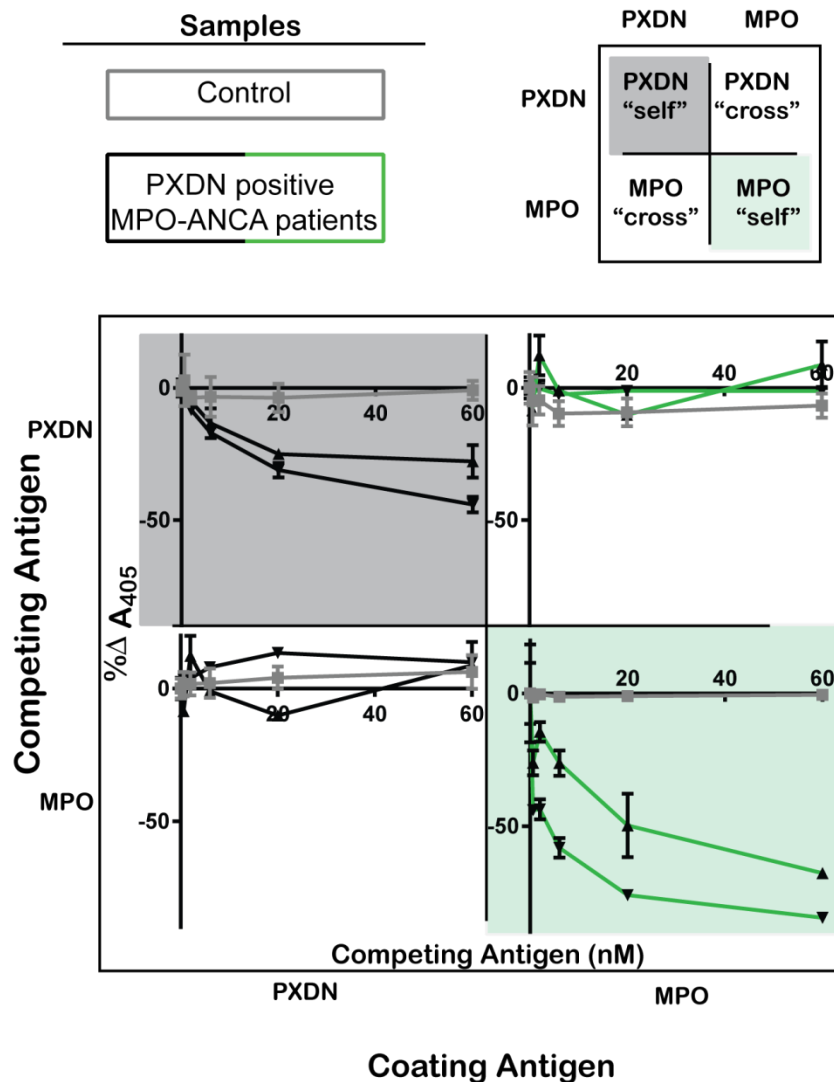 Samples
Control
PXDN positive
MPO-ANCA patients
PXDN MPO
PXDN
MPO
PXDN
“self”
PXDN
“cross”
MPO
“cross”
MPO
“self”
Competing Antigen
PXDN
MPO
%Δ A405
0
20
40
60
-50
0
20
40
60
-50
0
20
40
60
-50
0
20
40
60
-50
Competing Antigen (nM)
PXDN
MPO
Coating Antigen